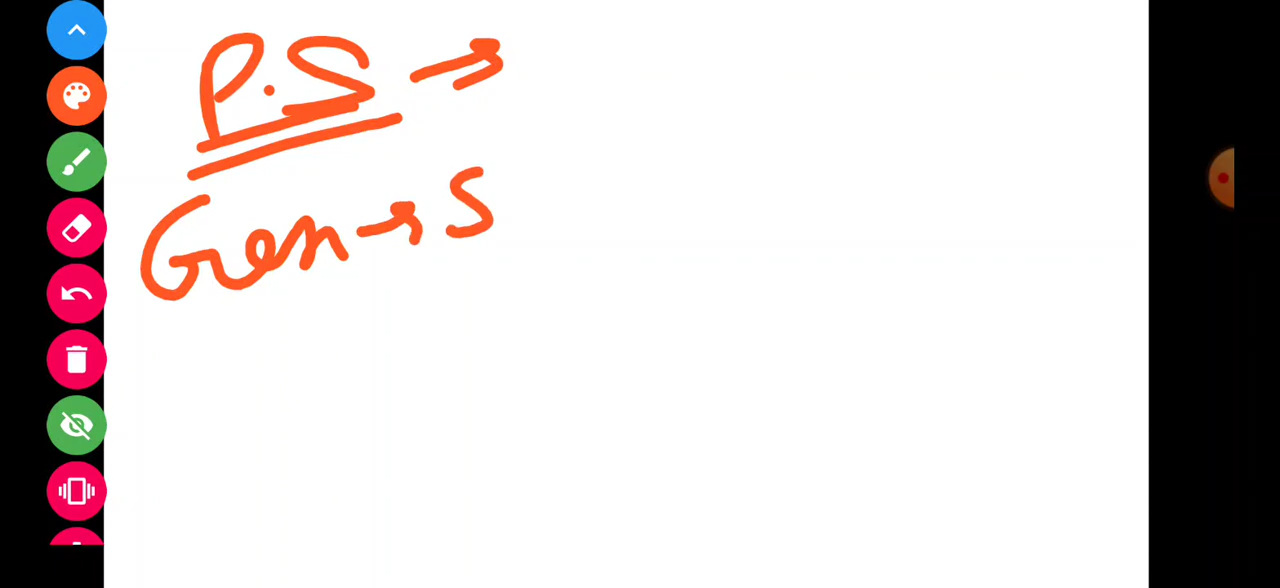 P.S →
Gen → S